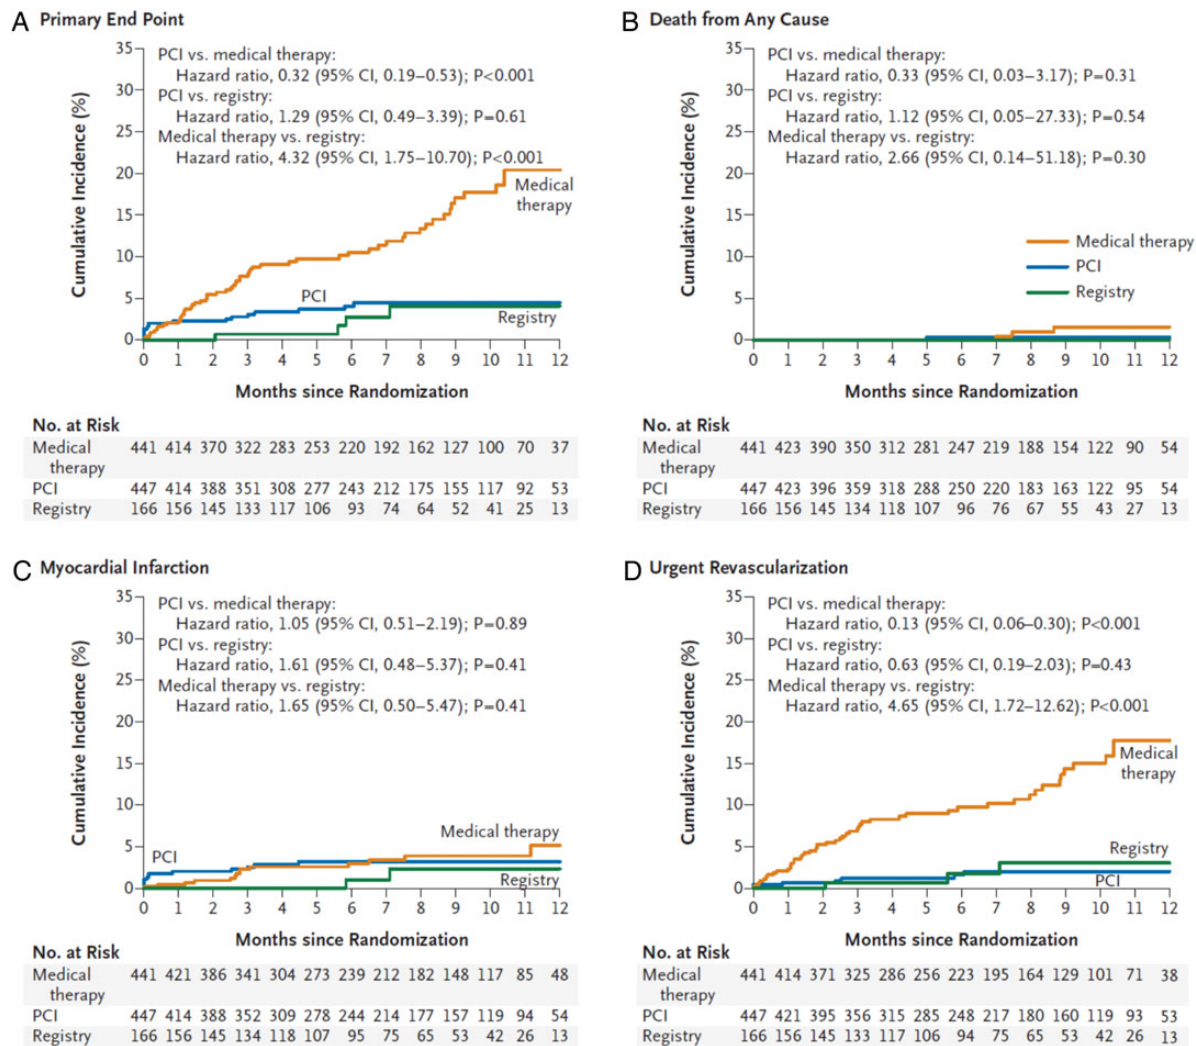 A Primary End Point
35
30
25
20
15
10
5
0
Cumulative Incidence (%)
PCI vs. medical therapy:
Hazard ratio, 0.32 (95% CI, 0.19–0.53); P<0.001
PCI vs. registry:
Hazard ratio, 1.29 (95% CI, 0.49–3.39); P=0.61
Medical therapy vs. registry:
Hazard ratio, 4.32 (95% CI, 1.75–10.70); P<0.001
Medical
therapy
PCI
Registry
0 1 2 3 4 5 6 7 8 9 10 11 12
Months since Randomization
No. at Risk
Medical 441 414 370 322 283 253 220 192 162 127 100 70 37
therapy
PCI 447 414 388 351 308 277 243 212 175 155 117 92 53
Registry 166 156 145 133 117 106 93 74 64 52 41 25 13
B Death from Any Cause
35
30
25
20
15
10
5
0
Cumulative Incidence (%)
PCI vs. medical therapy:
Hazard ratio, 0.33 (95% CI, 0.03–3.17); P=0.31
PCI vs. registry:
Hazard ratio, 1.12 (95% CI, 0.05–27.33); P=0.54
Medical therapy vs. registry:
Hazard ratio, 2.66 (95% CI, 0.14–51.18); P=0.30
Medical therapy
PCI
Registry
0 1 2 3 4 5 6 7 8 9 10 11 12
Months since Randomization
No. at Risk
Medical 441 423 390 350 312 281 247 219 188 154 122 90 54
therapy
PCI 447 423 396 359 318 288 250 220 183 163 122 95 54
Registry 166 156 145 134 118 107 96 76 67 55 43 27 13
C Myocardial Infarction
35
30
25
20
15
10
5
0
Cumulative Incidence (%)
PCI vs. medical therapy:
Hazard ratio, 1.05 (95% CI, 0.51–2.19); P=0.89
PCI vs. registry:
Hazard ratio, 1.61 (95% CI, 0.48–5.37); P=0.41
Medical therapy vs. registry:
Hazard ratio, 1.65 (95% CI, 0.50–5.47); P=0.41
Medical therapy
PCI
Registry
0 1 2 3 4 5 6 7 8 9 10 11 12
Months since Randomization
No. at Risk
Medical 441 421 386 341 304 273 239 212 182 148 117 85 48
therapy
PCI 447 414 388 352 309 278 244 214 177 157 119 94 54
Registry 166 156 145 134 118 107 95 75 65 53 42 26 13
D Urgent Revascularization
35
30
25
20
15
10
5
0
Cumulative Incidence (%)
PCI vs. medical therapy:
Hazard ratio, 0.13 (95% CI, 0.06–0.30); P<0.001
PCI vs. registry:
Hazard ratio, 0.63 (95% CI, 0.19–2.03); P=0.43
Medical therapy vs. registry:
Hazard ratio, 4.65 (95% CI, 1.72–12.62); P<0.001
Medical
therapy
Registry
PCI
0 1 2 3 4 5 6 7 8 9 10 11 12
Months since Randomization
No. at Risk
Medical 441 414 371 325 286 256 223 195 164 129 101 71 38
therapy
PCI 447 421 395 356 315 285 248 217 180 160 119 93 53
Registry 166 156 145 133 117 106 94 75 65 53 42 26 13